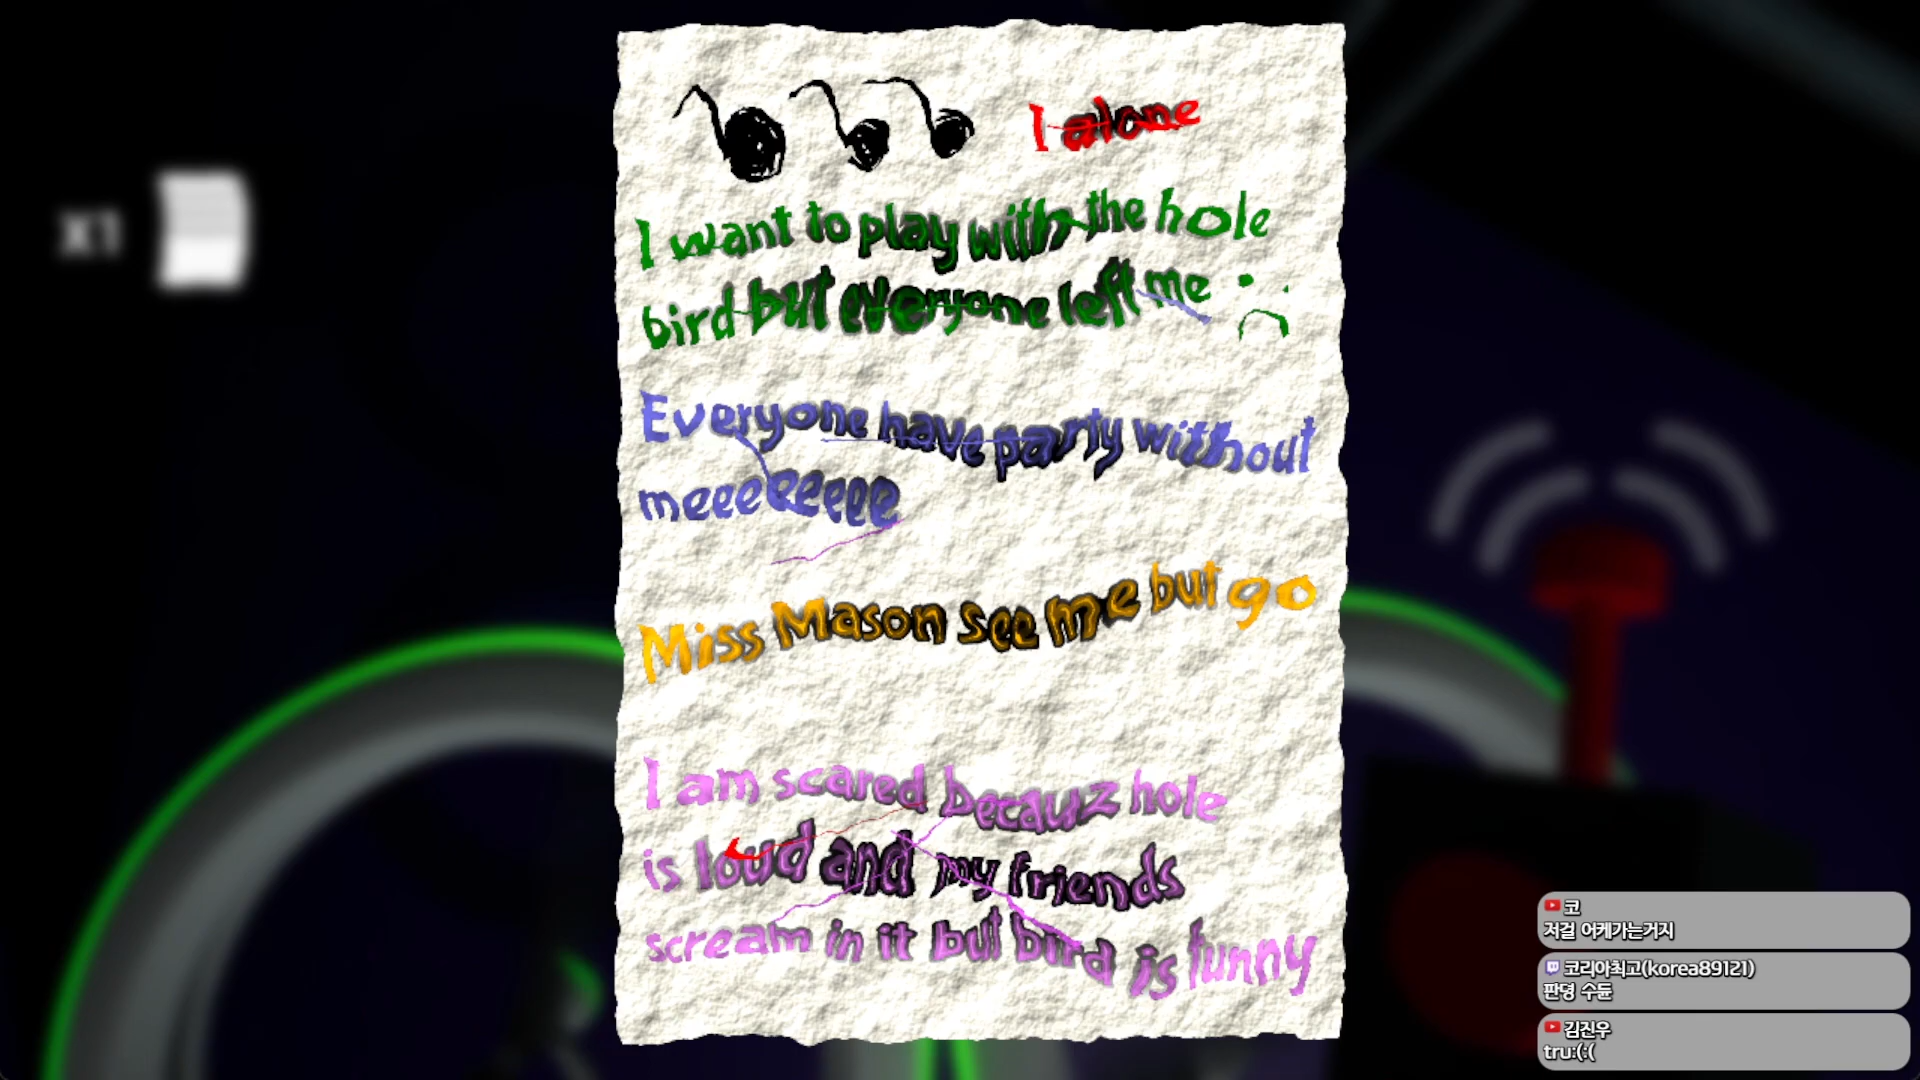 X1
I alone
I want to play with the hole
bird but everyone left me :(
Everyone have party without
meeeeeeee
Miss Mason see me but go
I am scared becauz hole
is loud and my friends
scream in it but bird is funny
코
저걸 어케가는거지
코리아최고(korea89121)
판뎡 수듄
김진우
tru:(:(